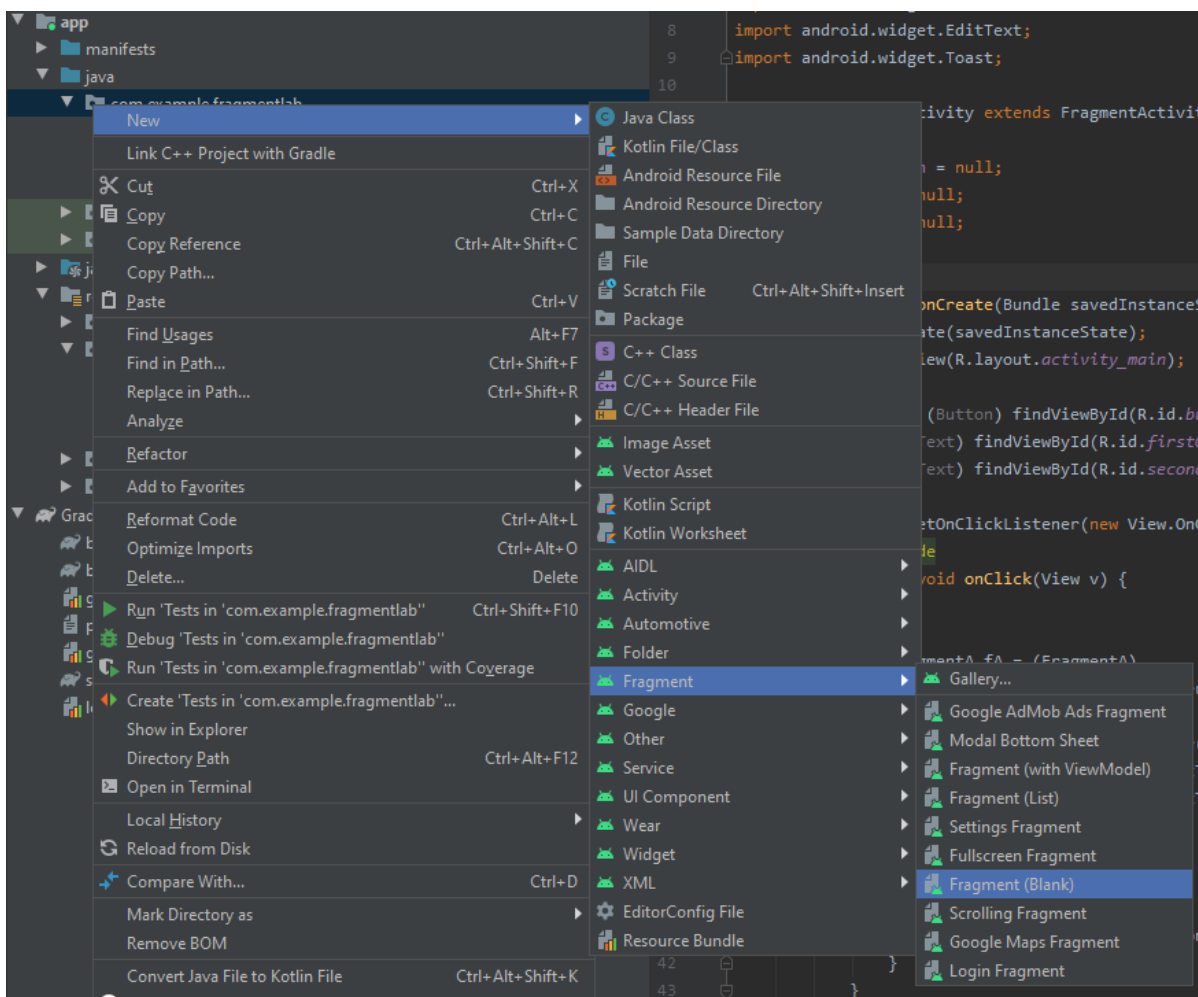 app
manifests
java
com.example.fragmentlab
New
Link C++ Project with Gradle
Cut Ctrl+X
Copy Ctrl+C
Copy Reference Ctrl+Alt+Shift+C
Copy Path...
Paste Ctrl+V
Find Usages Alt+F7
Find in Path... Ctrl+Shift+F
Replace in Path... Ctrl+Shift+R
Analyze
Refactor
Add to Favorites
Reformat Code Ctrl+Alt+L
Optimize Imports Ctrl+Alt+O
Delete... Delete
Run 'Tests in 'com.example.fragmentlab'' Ctrl+Shift+F10
Debug 'Tests in 'com.example.fragmentlab''
Run 'Tests in 'com.example.fragmentlab'' with Coverage
Create 'Tests in 'com.example.fragmentlab''...
Show in Explorer
Directory Path Ctrl+Alt+F12
Open in Terminal
Local History
Reload from Disk
Compare With... Ctrl+D
Mark Directory as
Remove BOM
Convert Java File to Kotlin File Ctrl+Alt+Shift+K
Java Class
Kotlin File/Class
Android Resource File
Android Resource Directory
Sample Data Directory
File
Scratch File Ctrl+Alt+Shift+Insert
Package
C++ Class
C/C++ Source File
C/C++ Header File
Image Asset
Vector Asset
Kotlin Script
Kotlin Worksheet
AIDL
Activity
Automotive
Folder
Fragment
Google
Other
Service
UI Component
Wear
Widget
XML
EditorConfig File
Resource Bundle
Gallery...
Google AdMob Ads Fragment
Modal Bottom Sheet
Fragment (with ViewModel)
Fragment (List)
Settings Fragment
Fullscreen Fragment
Fragment (Blank)
Scrolling Fragment
Google Maps Fragment
Login Fragment
8 import android.widget.EditText;
9 import android.widget.Toast;
10
extends FragmentActivi
= null;
null;
null;
onCreate(Bundle savedInstanceS
(savedInstanceState);
(R.layout.activity_main);
(Button) findViewById(R.id.bu
) findViewById(R.id.first
) findViewById(R.id.secon
(new View.OnC
void onClick(View v) {
fA = (FragmentA)
42 }
43 }
Grad